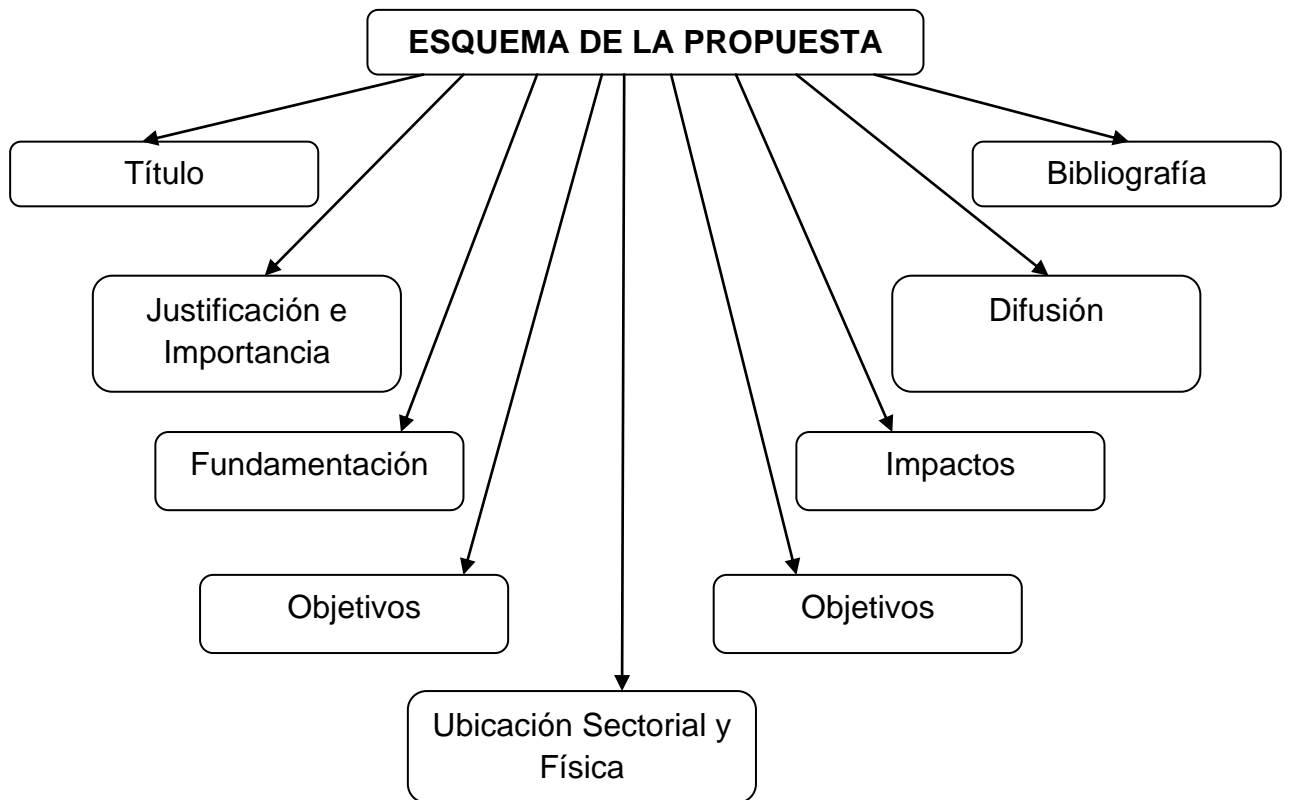 ESQUEMA DE LA PROPUESTA
Título
Bibliografía
Justificación e
Importancia
Difusión
Fundamentación
Impactos
Objetivos
Objetivos
Ubicación Sectorial y
Física